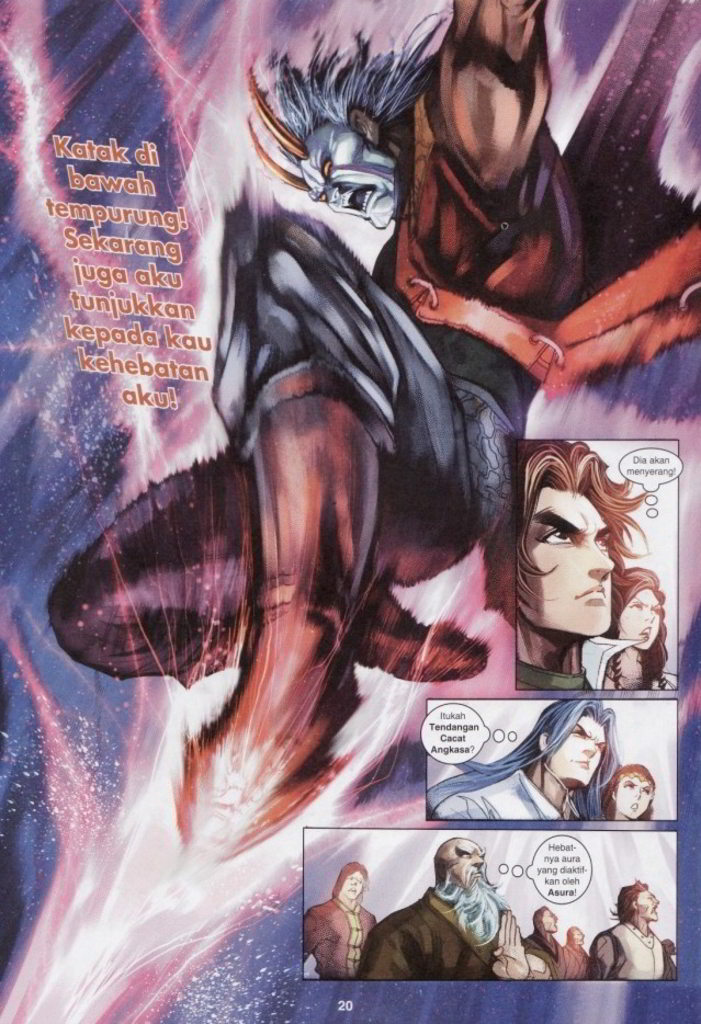 Katak di
bawah
tempurung!
Sekarang
juga aku
tunjukkan
kepada kau
kehebatan
aku!
Dia akan
menyerang!
Itukah
Tendangan
Cacat
Angkasa?
Hebat-
nya aura
yang diaktif-
kan oleh
Asura!
20